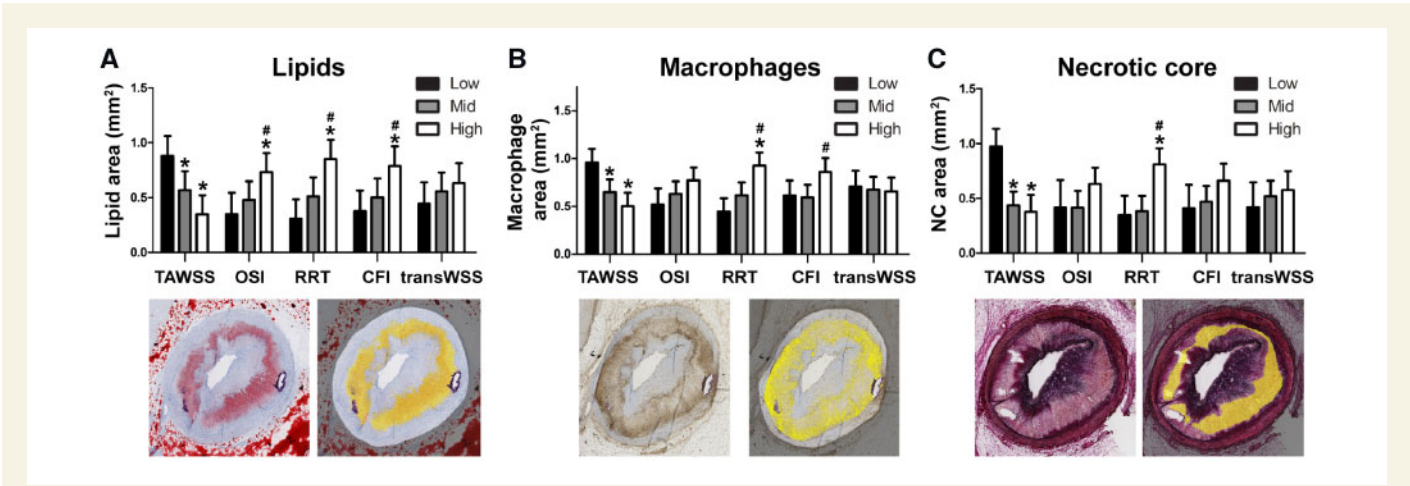 A
Lipids
Low
Mid
High
Lipid area (mm²)
1.5
1.0
0.5
0.0
* * # * # * # *
TAWSS OSI RRT CFI transWSS
B
Macrophages
Low
Mid
High
Macrophage
area (mm²)
1.5
1.0
0.5
0.0
* * # * #
TAWSS OSI RRT CFI transWSS
C
Necrotic core
Low
Mid
High
NC area (mm²)
1.5
1.0
0.5
0.0
* * # *
TAWSS OSI RRT CFI transWSS